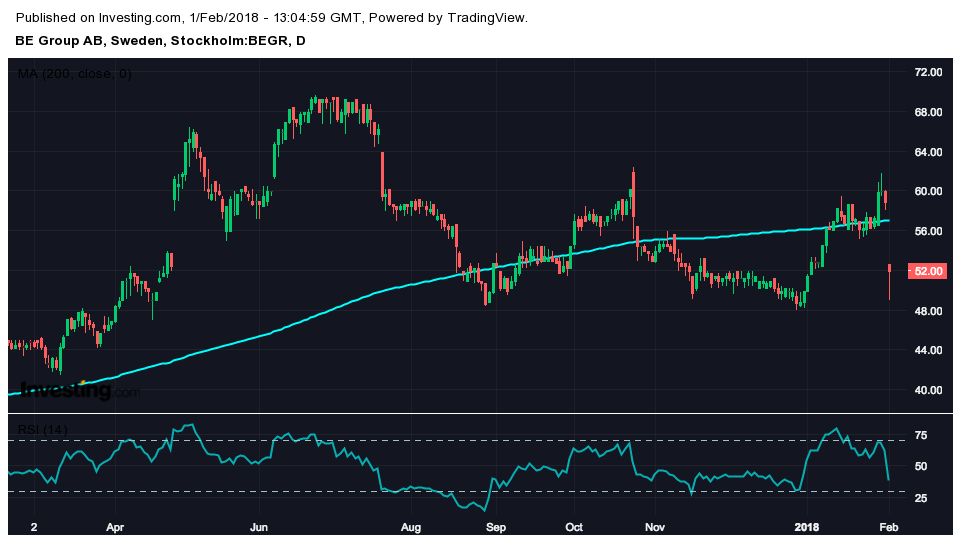 Published on Investing.com, 1/Feb/2018 - 13:04:59 GMT, Powered by TradingView.
BE Group AB, Sweden, Stockholm:BEGR, D
MA (200, close, 0)
72.00
68.00
64.00
60.00
56.00
52.00
48.00
44.00
40.00
Investing.com
RSI (14)
75
50
25
2 Apr Jun Aug Sep Oct Nov 2018 Feb